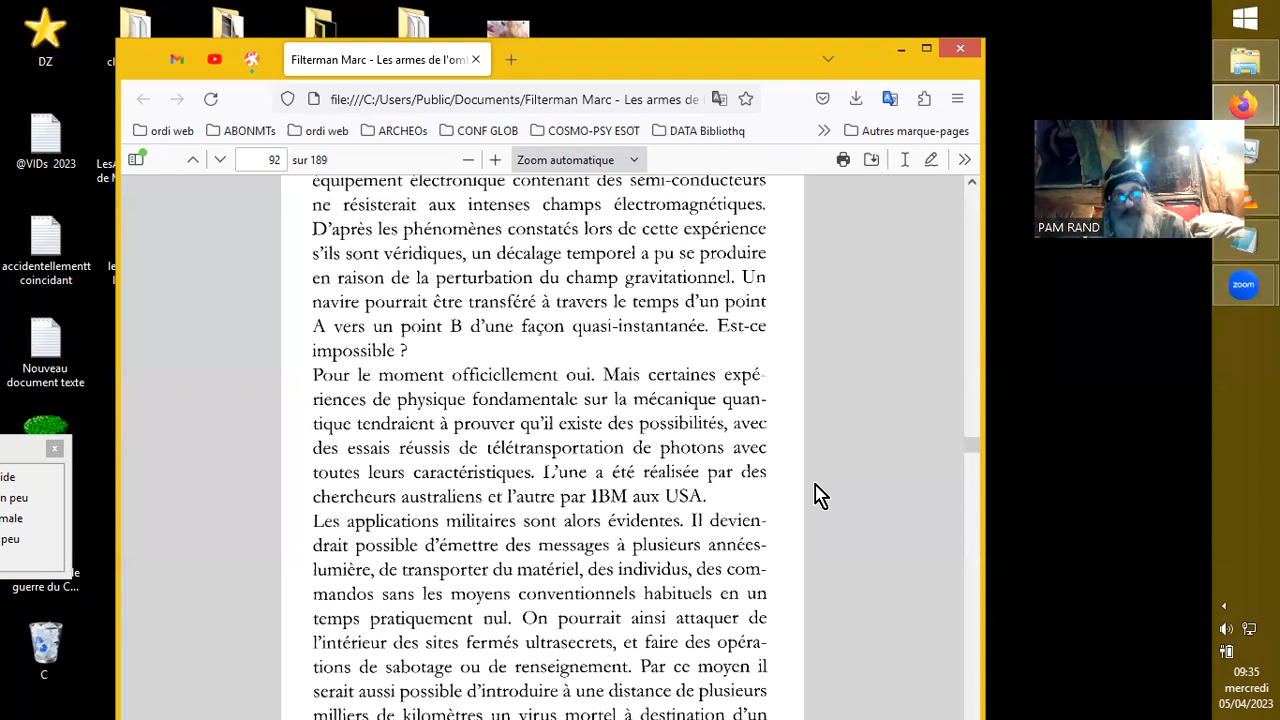 DZ
Filterman Marc - Les armes de l'om
file:///C:/Users/Public/Documents/Filterman Marc - Les armes de
ordi web
ABONMTs
ordi web
ARCHEOs
CONF GLOB
COSMO-PSY ESOT
DATA Bibliothq
Autres marque-pages
92 sur 189
Zoom automatique
@VIDs 2023
accidentellementt
coincidant
Nouveau
document texte
guerre du C...
C
équipement électronique contenant des semi-conducteurs
ne résisterait aux intenses champs électromagnétiques.
D'après les phénomènes constatés lors de cette expérience
s'ils sont véridiques, un décalage temporel a pu se produire
en raison de la perturbation du champ gravitationnel. Un
navire pourrait être transféré à travers le temps d'un point
A vers un point B d'une façon quasi-instantanée. Est-ce
impossible ?
Pour le moment officiellement oui. Mais certaines expé-
riences de physique fondamentale sur la mécanique quan-
tique tendraient à prouver qu'il existe des possibilités, avec
des essais réussis de télétransportation de photons avec
toutes leurs caractéristiques. L'une a été réalisée par des
chercheurs australiens et l'autre par IBM aux USA.
Les applications militaires sont alors évidentes. Il devien-
drait possible d'émettre des messages à plusieurs années-
lumière, de transporter du matériel, des individus, des com-
mandos sans les moyens conventionnels habituels en un
temps pratiquement nul. On pourrait ainsi attaquer de
l'intérieur des sites fermés ultrasecrets, et faire des opéra-
tions de sabotage ou de renseignement. Par ce moyen il
serait aussi possible d'introduire à une distance de plusieurs
milliers de kilomètres un virus mortel à destination d'un
PAM RAND
zoom
09:35
mercredi
05/04/2023